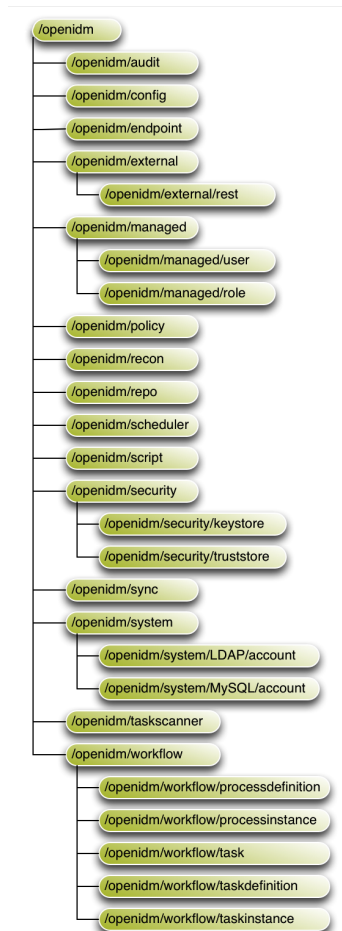 /openidm
/openidm/audit
/openidm/config
/openidm/endpoint
/openidm/external
/openidm/external/rest
/openidm/managed
/openidm/managed/user
/openidm/managed/role
/openidm/policy
/openidm/recon
/openidm/repo
/openidm/scheduler
/openidm/script
/openidm/security
/openidm/security/keystore
/openidm/security/truststore
/openidm/sync
/openidm/system
/openidm/system/LDAP/account
/openidm/system/MySQL/account
/openidm/taskscanner
/openidm/workflow
/openidm/workflow/processdefinition
/openidm/workflow/processinstance
/openidm/workflow/task
/openidm/workflow/taskdefinition
/openidm/workflow/taskinstance